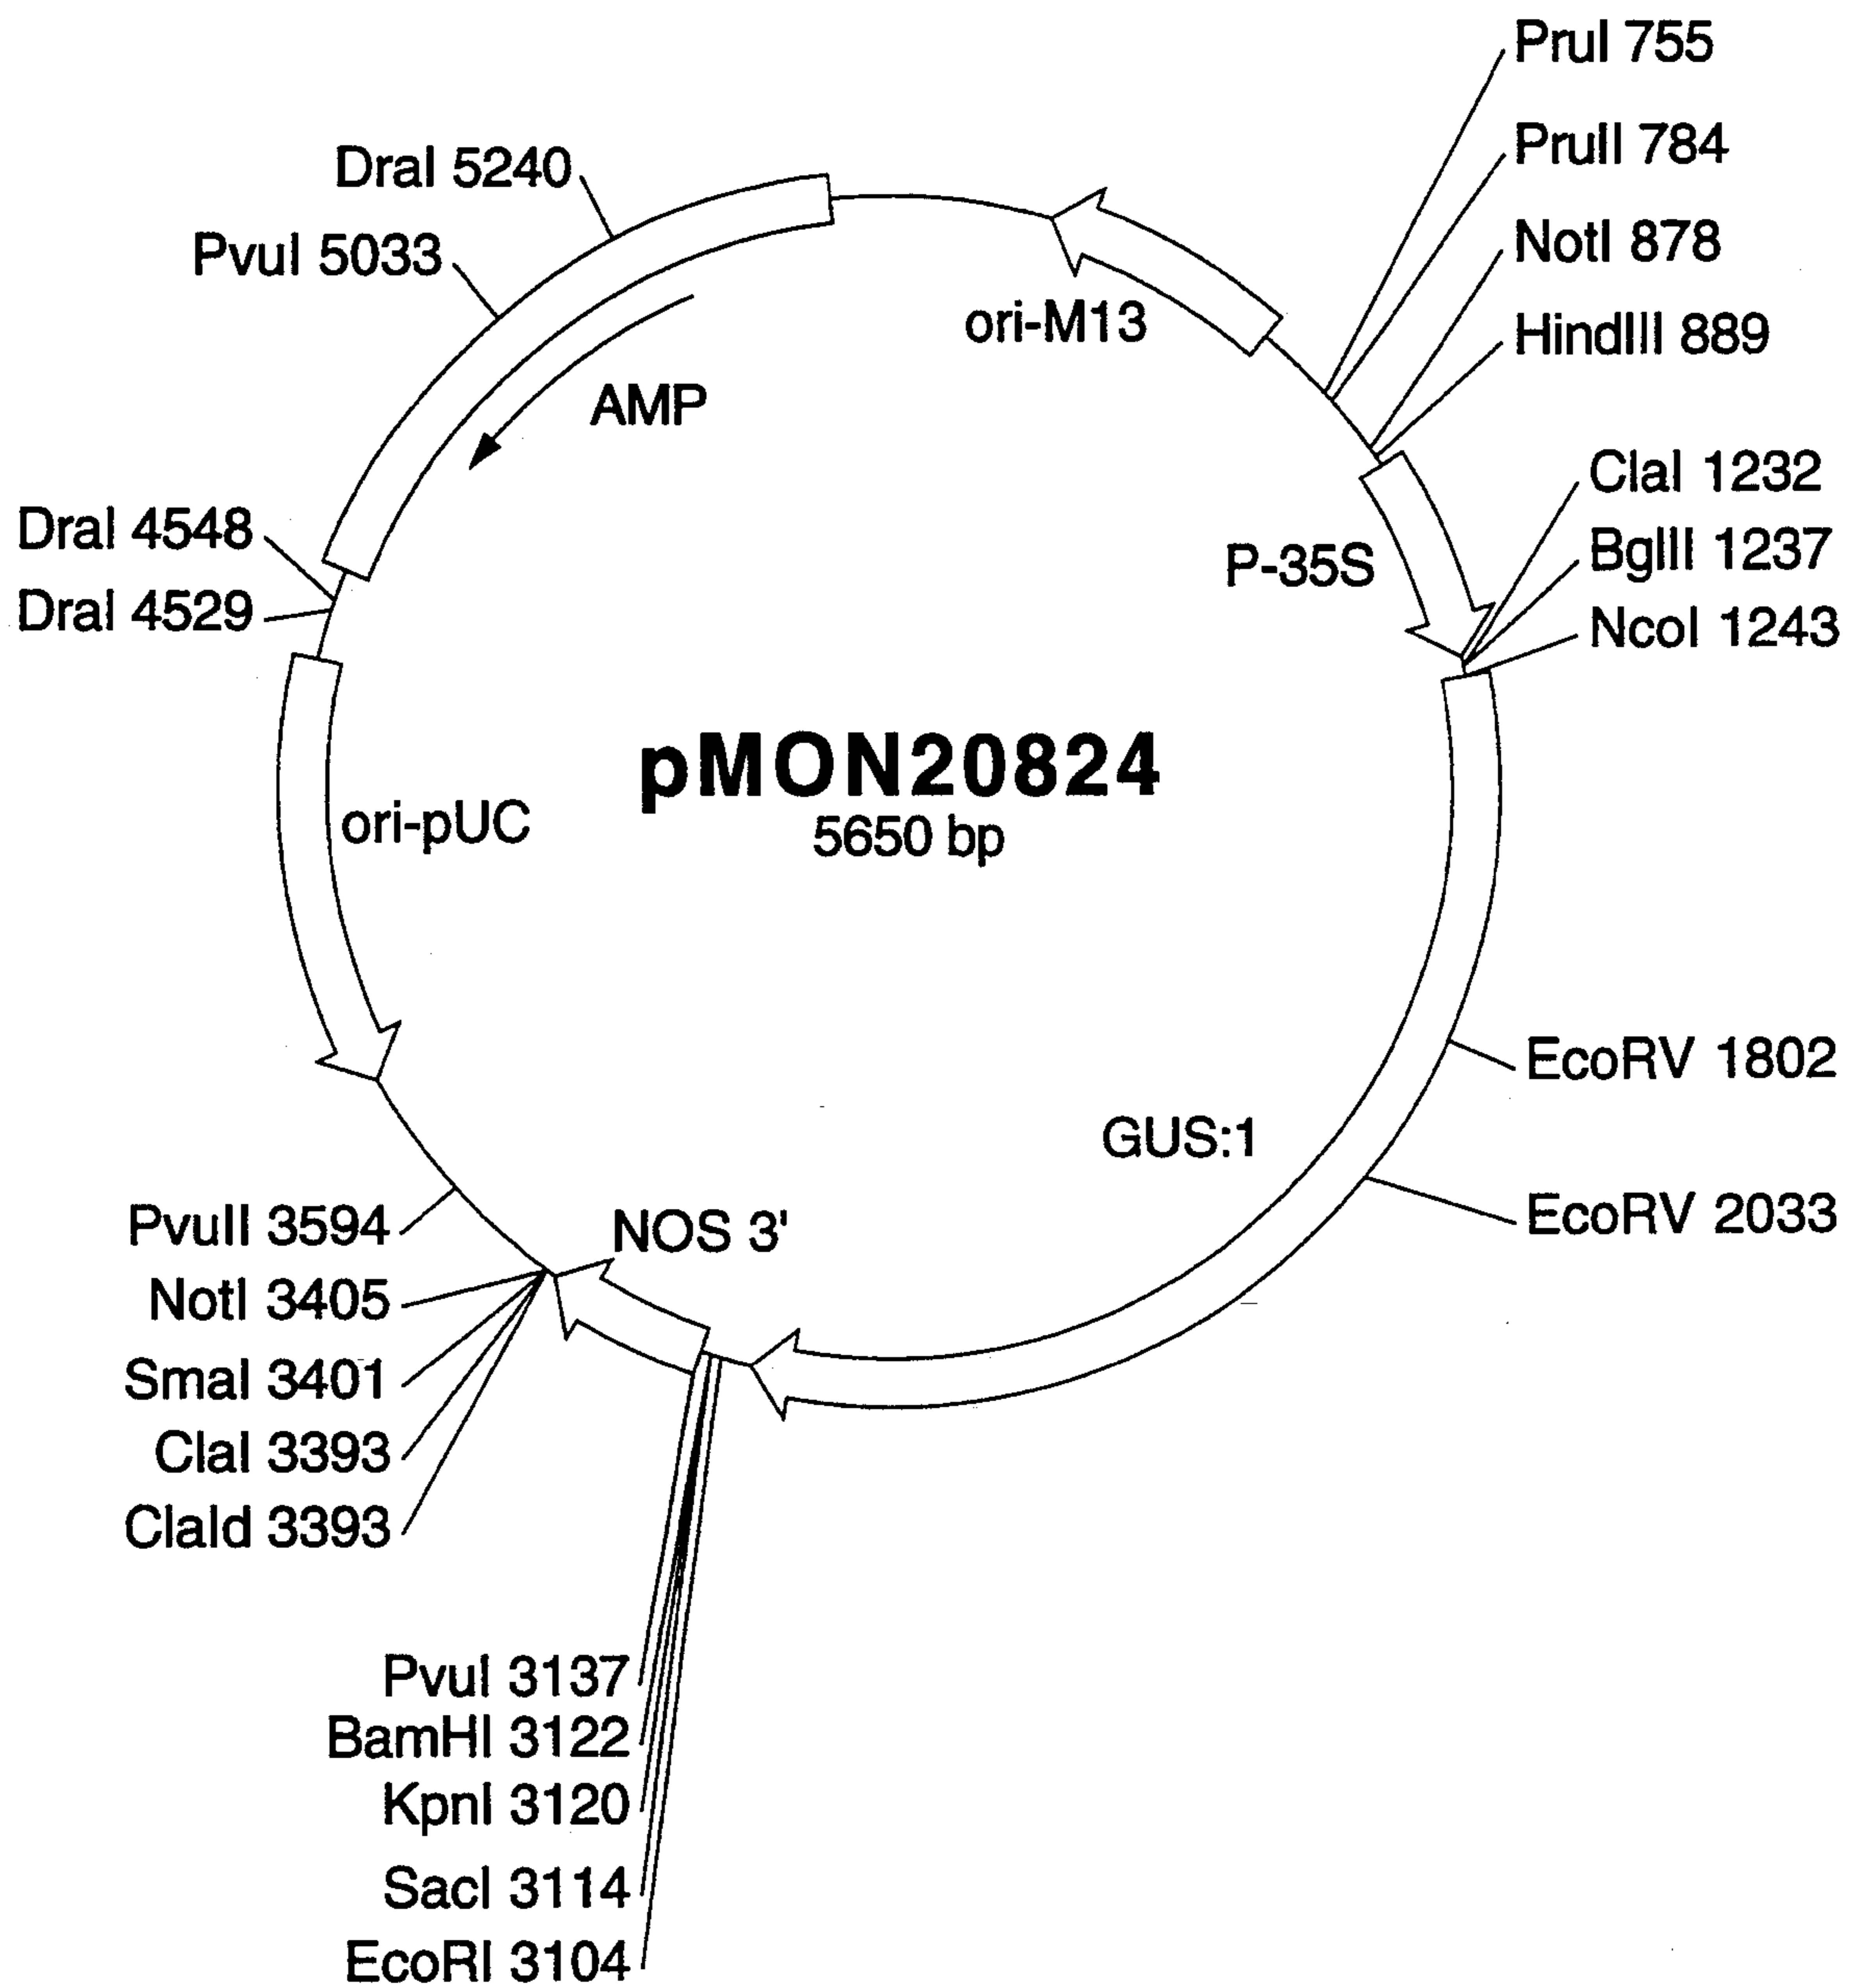 PruI 755
PruII 784
NotI 878
HindIII 889
ClaI 1232
BglII 1237
NcoI 1243
EcoRV 1802
EcoRV 2033
DraI 5240
PvuI 5033
DraI 4548
DraI 4529
ori-M13
AMP
P-35S
pMON20824
5650 bp
ori-pUC
GUS:1
NOS 3'
PvuII 3594
NotI 3405
SmaI 3401
ClaI 3393
ClaId 3393
PvuI 3137
BamHI 3122
KpnI 3120
SacI 3114
EcoRI 3104